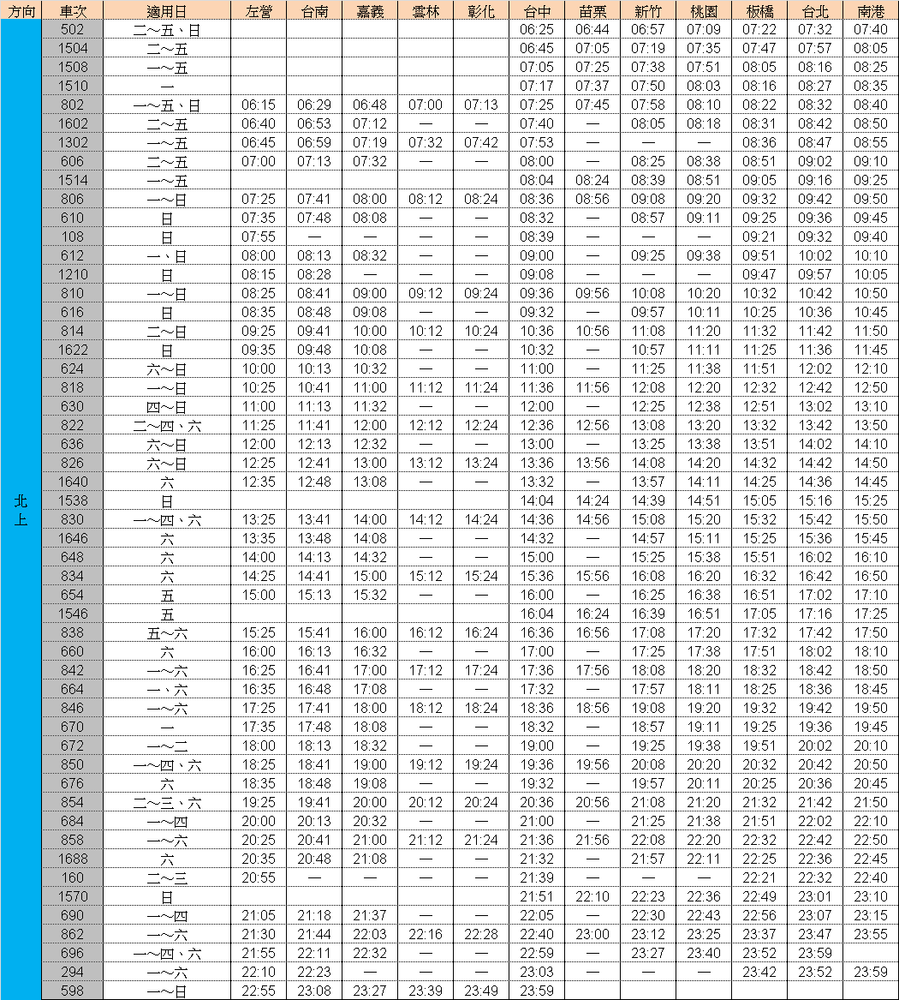 方向 車次 適用日 左營 台南 嘉義 雲林 彰化 台中 苗栗 新竹 桃園 板橋 台北 南港
502 二～五、日 06:25 06:44 06:57 07:09 07:22 07:32 07:40
1504 二～五 06:45 07:05 07:19 07:35 07:47 07:57 08:05
1508 一～五 07:05 07:25 07:38 07:51 08:05 08:16 08:25
1510 一 07:17 07:37 07:50 08:03 08:16 08:27 08:35
802 一～五、日 06:15 06:29 06:48 07:00 07:13 07:25 07:45 07:58 08:10 08:22 08:32 08:40
1602 二～五 06:40 06:53 07:12 — — 07:40 — 08:05 08:18 08:31 08:42 08:50
1302 一～五 06:45 06:59 07:19 07:32 07:42 07:53 — — — 08:36 08:47 08:55
606 二～五 07:00 07:13 07:32 — — 08:00 — 08:25 08:38 08:51 09:02 09:10
1514 一～五 08:04 08:24 08:39 08:51 09:05 09:16 09:25
806 一～日 07:25 07:41 08:00 08:12 08:24 08:36 08:56 09:08 09:20 09:32 09:42 09:50
610 日 07:35 07:48 08:08 — — 08:32 — 08:57 09:11 09:25 09:36 09:45
108 日 07:55 — — — — 08:39 — — — 09:21 09:32 09:40
612 一、日 08:00 08:13 08:32 — — 09:00 — 09:25 09:38 09:51 10:02 10:10
1210 日 08:15 08:28 — — — 09:08 — — — 09:47 09:57 10:05
810 一～日 08:25 08:41 09:00 09:12 09:24 09:36 09:56 10:08 10:20 10:32 10:42 10:50
616 日 08:35 08:48 09:08 — — 09:32 — 09:57 10:11 10:25 10:36 10:45
814 二～日 09:25 09:41 10:00 10:12 10:24 10:36 10:56 11:08 11:20 11:32 11:42 11:50
1622 日 09:35 09:48 10:08 — — 10:32 — 10:57 11:11 11:25 11:36 11:45
624 六～日 10:00 10:13 10:32 — — 11:00 — 11:25 11:38 11:51 12:02 12:10
818 一～日 10:25 10:41 11:00 11:12 11:24 11:36 11:56 12:08 12:20 12:32 12:42 12:50
630 四～日 11:00 11:13 11:32 — — 12:00 — 12:25 12:38 12:51 13:02 13:10
822 二～四、六 11:25 11:41 12:00 12:12 12:24 12:36 12:56 13:08 13:20 13:32 13:42 13:50
636 六～日 12:00 12:13 12:32 — — 13:00 — 13:25 13:38 13:51 14:02 14:10
826 六～日 12:25 12:41 13:00 13:12 13:24 13:36 13:56 14:08 14:20 14:32 14:42 14:50
1640 六 12:35 12:48 13:08 — — 13:32 — 13:57 14:11 14:25 14:36 14:45
北上
1538 日 14:04 14:24 14:39 14:51 15:05 15:16 15:25
830 一～四、六 13:25 13:41 14:00 14:12 14:24 14:36 14:56 15:08 15:20 15:32 15:42 15:50
1646 六 13:35 13:48 14:08 — — 14:32 — 14:57 15:11 15:25 15:36 15:45
648 六 14:00 14:13 14:32 — — 15:00 — 15:25 15:38 15:51 16:02 16:10
834 六 14:25 14:41 15:00 15:12 15:24 15:36 15:56 16:08 16:20 16:32 16:42 16:50
654 五 15:00 15:13 15:32 — — 16:00 — 16:25 16:38 16:51 17:02 17:10
1546 五 16:04 16:24 16:39 16:51 17:05 17:16 17:25
838 五～六 15:25 15:41 16:00 16:12 16:24 16:36 16:56 17:08 17:20 17:32 17:42 17:50
660 六 16:00 16:13 16:32 — — 17:00 — 17:25 17:38 17:51 18:02 18:10
842 一～六 16:25 16:41 17:00 17:12 17:24 17:36 17:56 18:08 18:20 18:32 18:42 18:50
664 一、六 16:35 16:48 17:08 — — 17:32 — 17:57 18:11 18:25 18:36 18:45
846 一～六 17:25 17:41 18:00 18:12 18:24 18:36 18:56 19:08 19:20 19:32 19:42 19:50
670 一 17:35 17:48 18:08 — — 18:32 — 18:57 19:11 19:25 19:36 19:45
672 一～二 18:00 18:13 18:32 — — 19:00 — 19:25 19:38 19:51 20:02 20:10
850 一～四、六 18:25 18:41 19:00 19:12 19:24 19:36 19:56 20:08 20:20 20:32 20:42 20:50
676 六 18:35 18:48 19:08 — — 19:32 — 19:57 20:11 20:25 20:36 20:45
854 二～三、六 19:25 19:41 20:00 20:12 20:24 20:36 20:56 21:08 21:20 21:32 21:42 21:50
684 一～四 20:00 20:13 20:32 — — 21:00 — 21:25 21:38 21:51 22:02 22:10
858 一～六 20:25 20:41 21:00 21:12 21:24 21:36 21:56 22:08 22:20 22:32 22:42 22:50
1688 六 20:35 20:48 21:08 — — 21:32 — 21:57 22:11 22:25 22:36 22:45
160 二～三 20:55 — — — — 21:39 — — — 22:21 22:32 22:40
1570 日 21:51 22:10 22:23 22:36 22:49 23:01 23:10
690 一～四 21:05 21:18 21:37 — — 22:05 — 22:30 22:43 22:56 23:07 23:15
862 一～六 21:30 21:44 22:03 22:16 22:28 22:40 23:00 23:12 23:25 23:37 23:47 23:55
696 一～四、六 21:55 22:11 22:32 — — 22:59 — 23:27 23:40 23:52 23:59
294 一～六 22:10 22:23 — — — 23:03 — — — 23:42 23:52 23:59
598 一～日 22:55 23:08 23:27 23:39 23:49 23:59